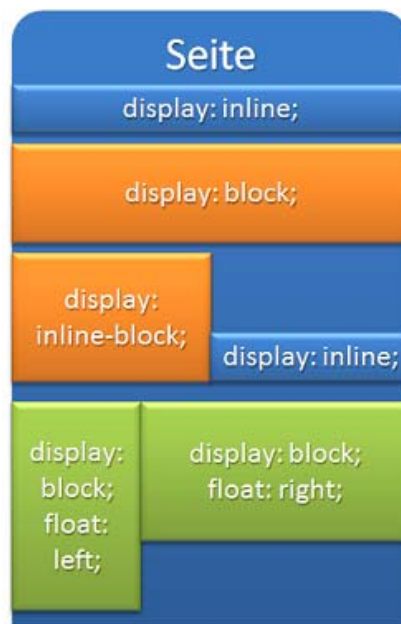 Seite
display: inline;
display: block;
display:
inline-block;
display: inline;
display:
block;
float:
left;
display: block;
float: right;